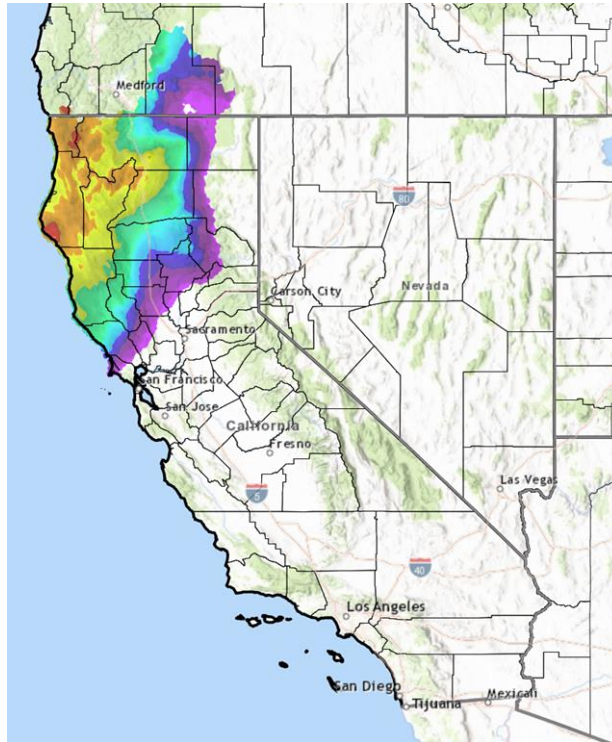 Medford
80
Carson City
Nevada
Sacramento
San Francisco
San Jose
California
Fresno
Las Vegas
5
40
Los Angeles
San Diego
Tijuana
Mexicali